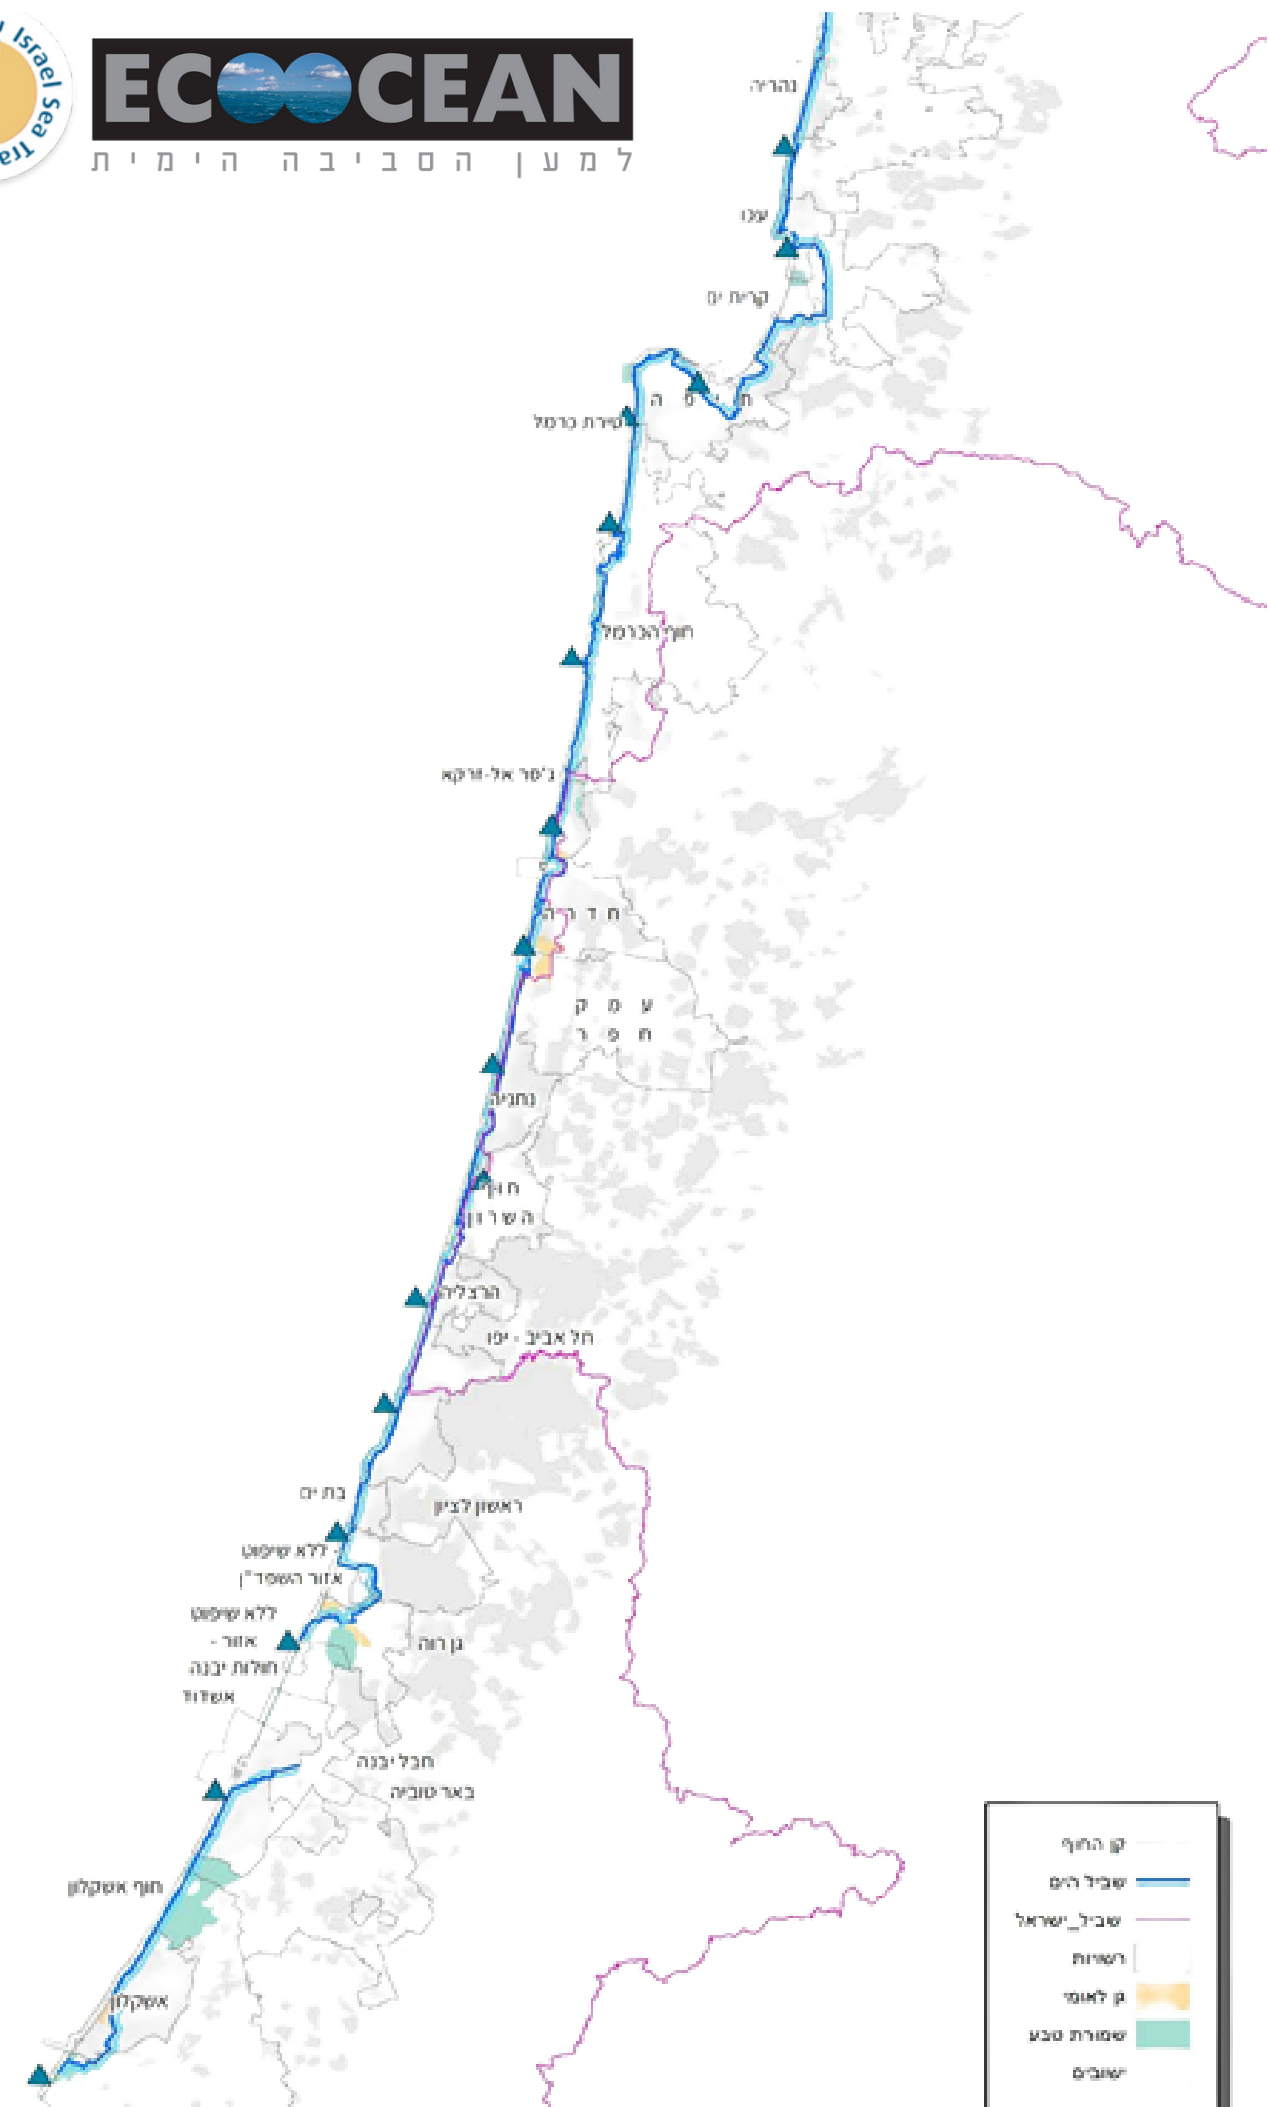 Israel Sea Tra
ECOOCEAN
למען הסביבה הימית
נהריה
עכו
קרית ים
חיפה
טירת כרמל
חוף הכרמל
ג'סר אל-זרקא
חדרה
עמק
חפר
נתניה
חוף
השרון
הרצליה
תל אביב - יפו
בת ים
ראשון לציון
ללא שיפוט -
אזור השפד"ן
ללא שיפוט
אזור -
חולות יבנה
גן רווה
אשדוד
חבל יבנה
באר טוביה
חוף אשקלון
אשקלון
קו החוף
שביל הים
שביל_ישראל
רשויות
גן לאומי
שמורת טבע
ישובים